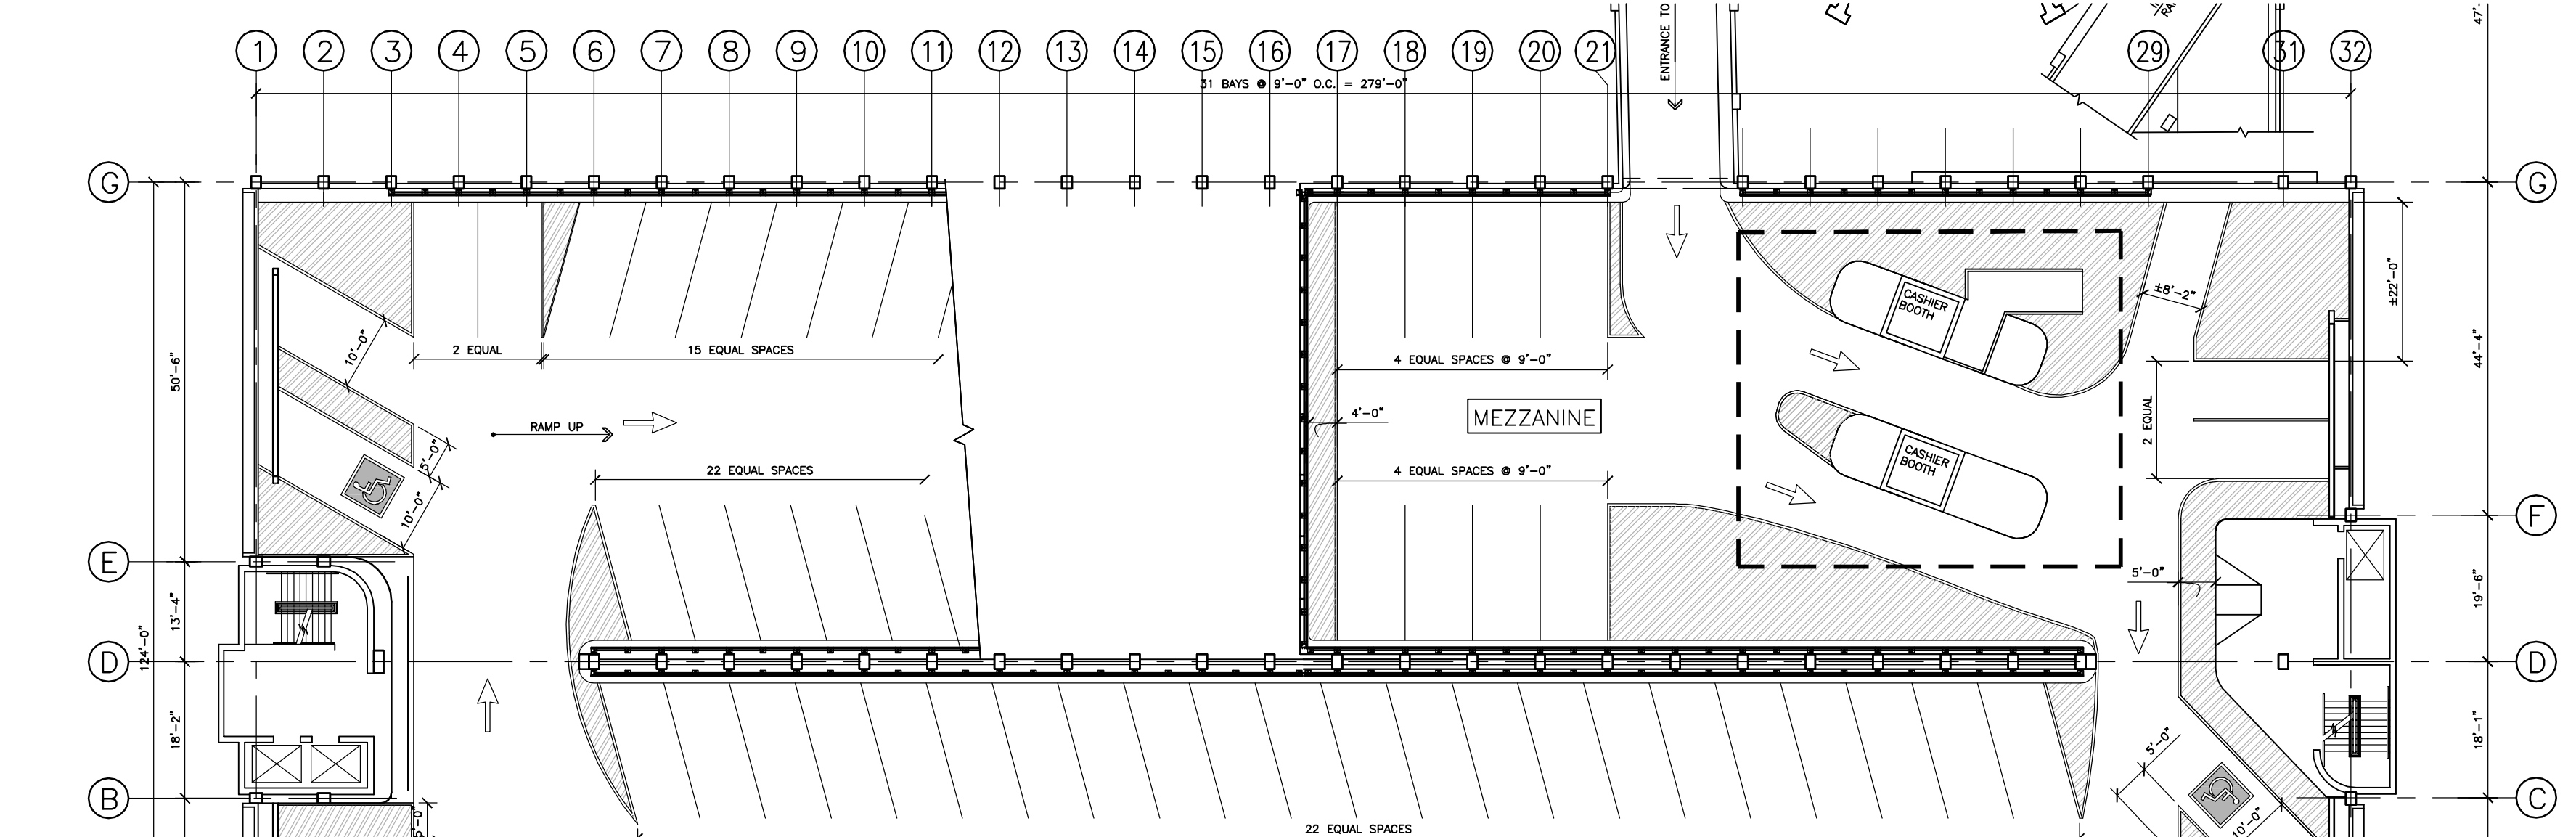 1 2 3 4 5 6 7 8 9 10 11 12 13 14 15 16 17 18 19 20 21 29 31 32
ENTRANCE TO
47'-
31 BAYS @ 9'-0" O.C. = 279'-0"
G
G
±22'-0"
±8'-2"
CASHIER
BOOTH
10'-0"
2 EQUAL
15 EQUAL SPACES
4 EQUAL SPACES @ 9'-0"
50'-6"
44'-4"
4'-0"
MEZZANINE
2 EQUAL
RAMP UP
5'-0"
22 EQUAL SPACES
4 EQUAL SPACES @ 9'-0"
CASHIER
BOOTH
10'-0"
F
E
5'-0"
13'-4"
19'-6"
124'-0"
D
D
18'-2"
18'-1"
5'-0"
B
C
5'-0"
22 EQUAL SPACES
10'-0"